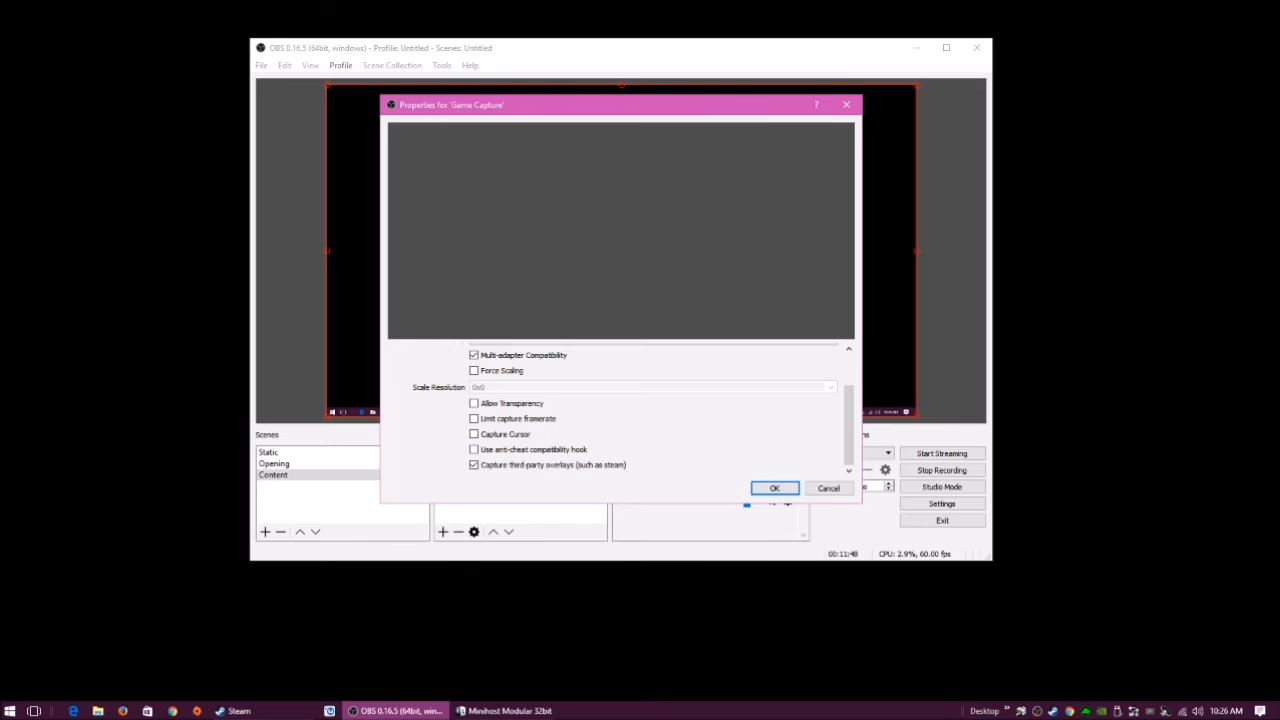 OBS 0.16.5 (64bit, windows) - Profile: Untitled - Scenes: Untitled
File Edit View Profile Scene Collection Tools Help
Properties for 'Game Capture'
Multi-adapter Compatibility
Force Scaling
Scale Resolution 0x0
Allow Transparency
Limit capture framerate
Capture Cursor
Use anti-cheat compatibility hook
Capture third-party overlays (such as steam)
OK Cancel
Scenes
Static
Opening
Content
Start Streaming
Stop Recording
Studio Mode
Settings
Exit
00:11:48 CPU: 2.9%, 60.00 fps
Steam OBS 0.16.5 (64bit, win... Minihost Modular 32bit Desktop 10:26 AM